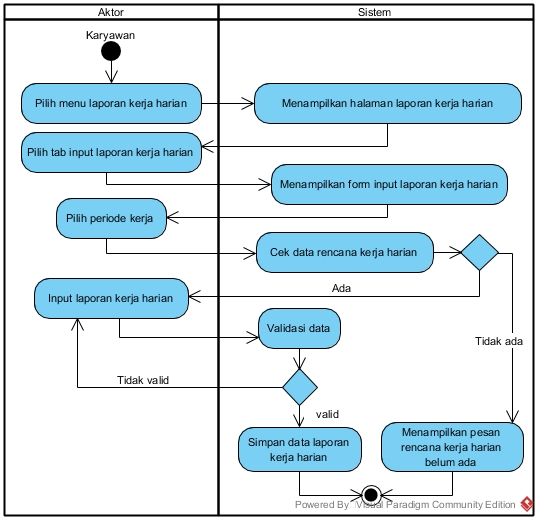 Aktor
Sistem
Karyawan
Pilih menu laporan kerja harian
Menampilkan halaman laporan kerja harian
Pilih tab input laporan kerja harian
Menampilkan form input laporan kerja harian
Pilih periode kerja
Cek data rencana kerja harian
Ada
Input laporan kerja harian
Validasi data
Tidak ada
Tidak valid
valid
Simpan data laporan
kerja harian
Menampilkan pesan
rencana kerja harian
belum ada
Powered By Visual Paradigm Community Edition